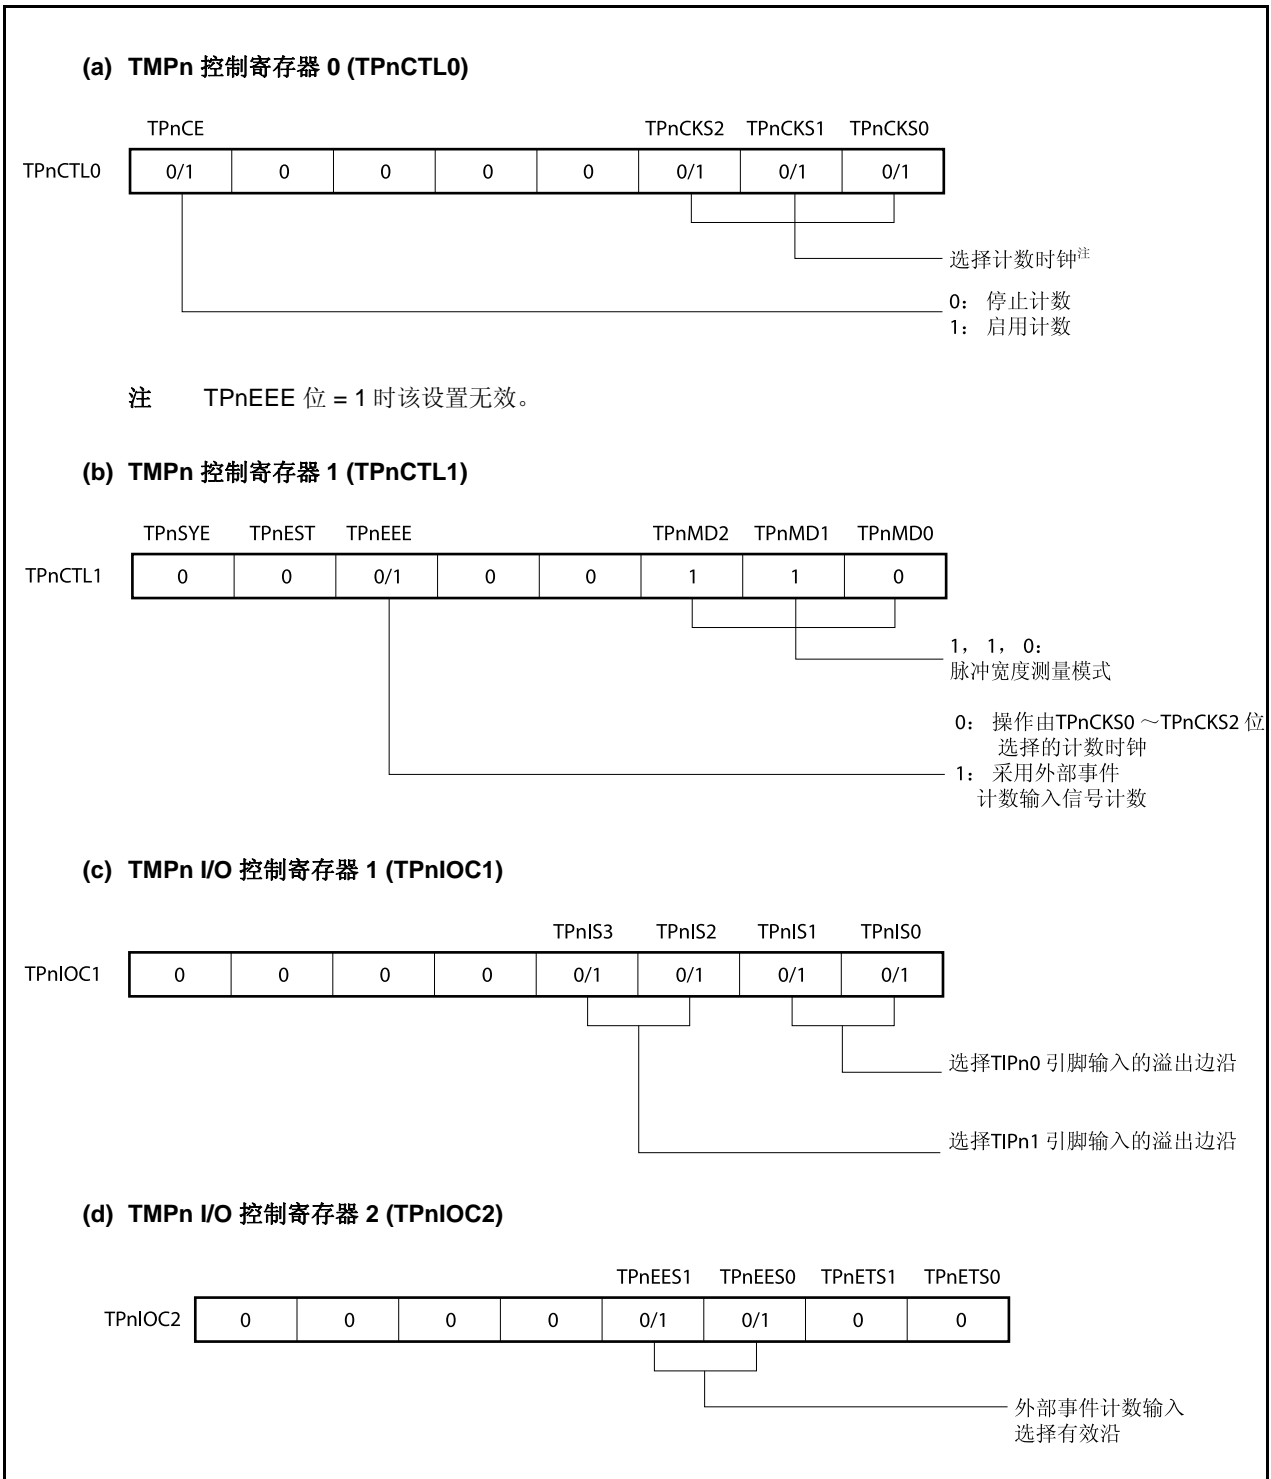 (a) TMPn 控制寄存器 0 (TPnCTL0)
TPnCE TPnCKS2 TPnCKS1 TPnCKS0
TPnCTL0 0/1 0 0 0 0 0/1 0/1 0/1
选择计数时钟注
0： 停止计数
1： 启用计数
注 TPnEEE 位 = 1 时该设置无效。
(b) TMPn 控制寄存器 1 (TPnCTL1)
TPnSYE TPnEST TPnEEE TPnMD2 TPnMD1 TPnMD0
TPnCTL1 0 0 0/1 0 0 1 1 0
1， 1， 0：
脉冲宽度测量模式
0： 操作由TPnCKS0 ～TPnCKS2 位
选择的计数时钟
1： 采用外部事件
计数输入信号计数
(c) TMPn I/O 控制寄存器 1 (TPnIOC1)
TPnIS3 TPnIS2 TPnIS1 TPnIS0
TPnIOC1 0 0 0 0 0/1 0/1 0/1 0/1
选择TIPn0 引脚输入的溢出边沿
选择TIPn1 引脚输入的溢出边沿
(d) TMPn I/O 控制寄存器 2 (TPnIOC2)
TPnEES1 TPnEES0 TPnETS1 TPnETS0
TPnIOC2 0 0 0 0 0/1 0/1 0 0
外部事件计数输入
选择有效沿